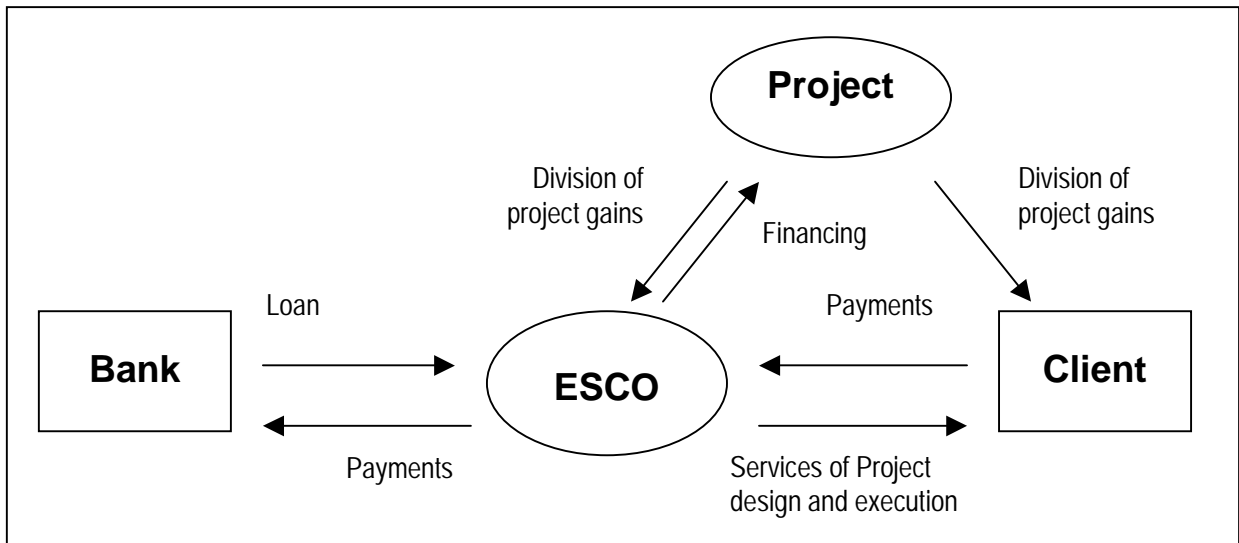 Project
Division of
project gains
Division of
project gains
Financing
Loan
Payments
Bank
ESCO
Client
Payments
Services of Project
design and execution